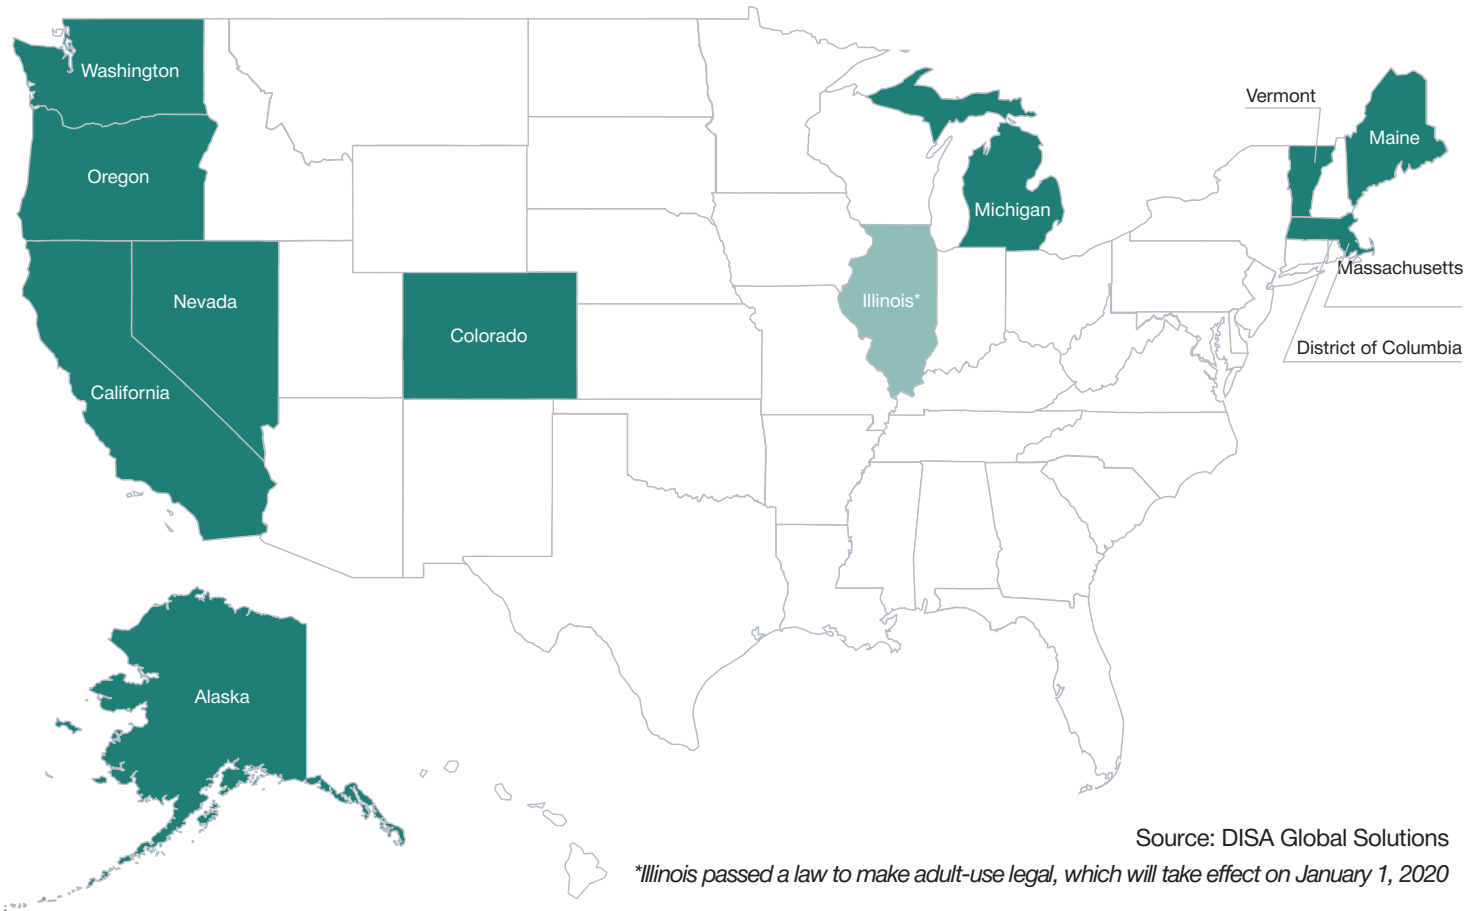 Washington
Vermont
Maine
Oregon
Michigan
Massachusetts
Nevada
Illinois*
Colorado
District of Columbia
California
Alaska
Source: DISA Global Solutions
*Illinois passed a law to make adult-use legal, which will take effect on January 1, 2020